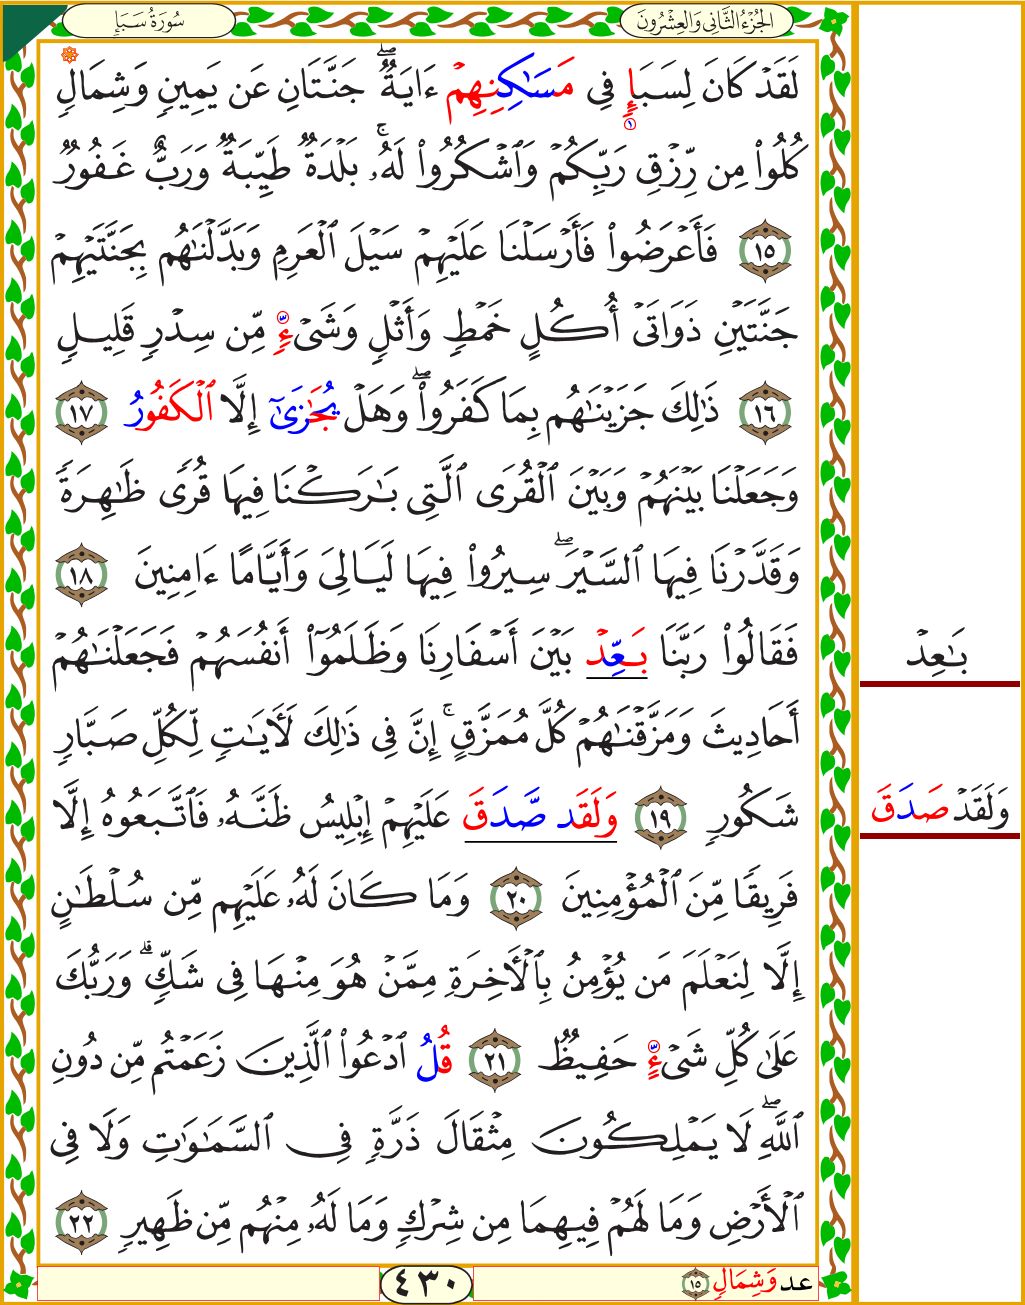 الجُزْءُ الثَّانِي وَالعِشْرُونَ
سُورَةُ سَبَإٍ
لَقَدْ كَانَ لِسَبَإٍ فِي مَسَٰكِنِهِمْ ءَايَةٌۖ جَنَّتَانِ عَن يَمِينٖ وَشِمَالٖۖ
١
كُلُواْ مِن رِّزْقِ رَبِّكُمْ وَٱشْكُرُواْ لَهُۥۚ بَلْدَةٞ طَيِّبَةٞ وَرَبٌّ غَفُورٞ
١٥ فَأَعْرَضُواْ فَأَرْسَلْنَا عَلَيْهِمْ سَيْلَ ٱلْعَرِمِ وَبَدَّلْنَٰهُم بِجَنَّتَيْهِمْ
جَنَّتَيْنِ ذَوَاتَىْ أُكُلٍ خَمْطٖ وَأَثْلٖ وَشَىْءٖ مِّن سِدْرٖ قَلِيلٖ
١٦ ذَٰلِكَ جَزَيْنَٰهُم بِمَا كَفَرُواْۖ وَهَلْ يُجَٰزَىٰٓ إِلَّا ٱلْكَفُورُ ١٧
وَجَعَلْنَا بَيْنَهُمْ وَبَيْنَ ٱلْقُرَى ٱلَّتِى بَٰرَكْنَا فِيهَا قُرٗى ظَٰهِرَةٗ
وَقَدَّرْنَا فِيهَا ٱلسَّيْرَۖ سِيرُواْ فِيهَا لَيَالِىَ وَأَيَّامًا ءَامِنِينَ ١٨
فَقَالُواْ رَبَّنَا بَعِّدْ بَيْنَ أَسْفَارِنَا وَظَلَمُوٓاْ أَنفُسَهُمْ فَجَعَلْنَٰهُمْ
بَٰعِدْ
أَحَادِيثَ وَمَزَّقْنَٰهُمْ كُلَّ مُمَزَّقٍۚ إِنَّ فِى ذَٰلِكَ لَأٓيَٰتٖ لِّكُلِّ صَبَّارٖ
شَكُورٖ ١٩ وَلَقَد صَّدَقَ عَلَيْهِمْ إِبْلِيسُ ظَنَّهُۥ فَٱتَّبَعُوهُ إِلَّا
وَلَقَدْ صَدَقَ
فَرِيقٗا مِّنَ ٱلْمُؤْمِنِينَ ٢٠ وَمَا كَانَ لَهُۥ عَلَيْهِم مِّن سُلْطَٰنٍ
إِلَّا لِنَعْلَمَ مَن يُؤْمِنُ بِٱلْأٓخِرَةِ مِمَّنْ هُوَ مِنْهَا فِى شَكّٖۗ وَرَبُّكَ
عَلَىٰ كُلِّ شَىْءٍ حَفِيظٞ ٢١ قُلُ ٱدْعُواْ ٱلَّذِينَ زَعَمْتُم مِّن دُونِ
ٱللَّهِۖ لَا يَمْلِكُونَ مِثْقَالَ ذَرَّةٖ فِى ٱلسَّمَٰوَٰتِ وَلَا فِى
ٱلْأَرْضِ وَمَا لَهُمْ فِيهِمَا مِن شِرْكٖ وَمَا لَهُۥ مِنْهُم مِّن ظَهِيرٖ ٢٢
عد وَشِمَالٖ ١٥
٤٣٠